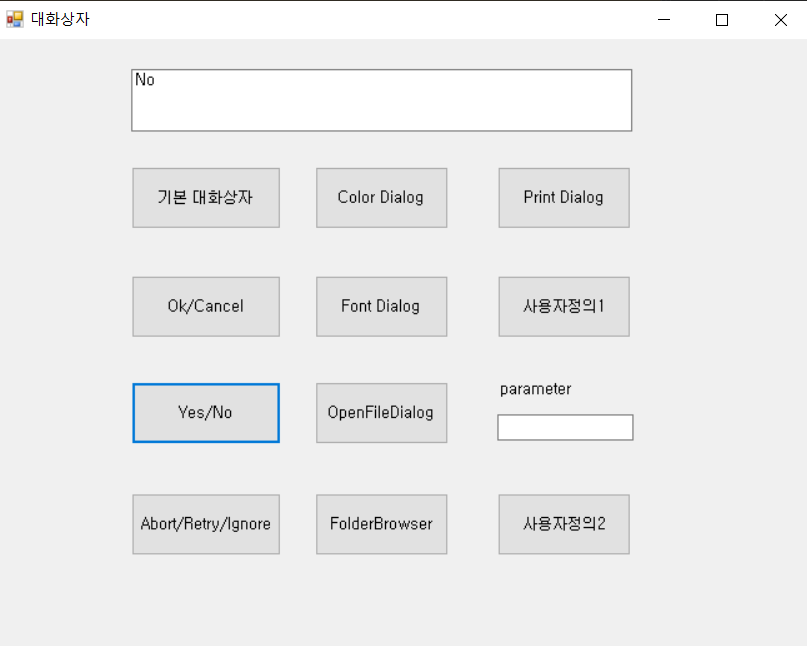 대화상자
No
기본 대화상자
Color Dialog
Print Dialog
Ok/Cancel
Font Dialog
사용자정의1
Yes/No
OpenFileDialog
parameter
Abort/Retry/Ignore
FolderBrowser
사용자정의2